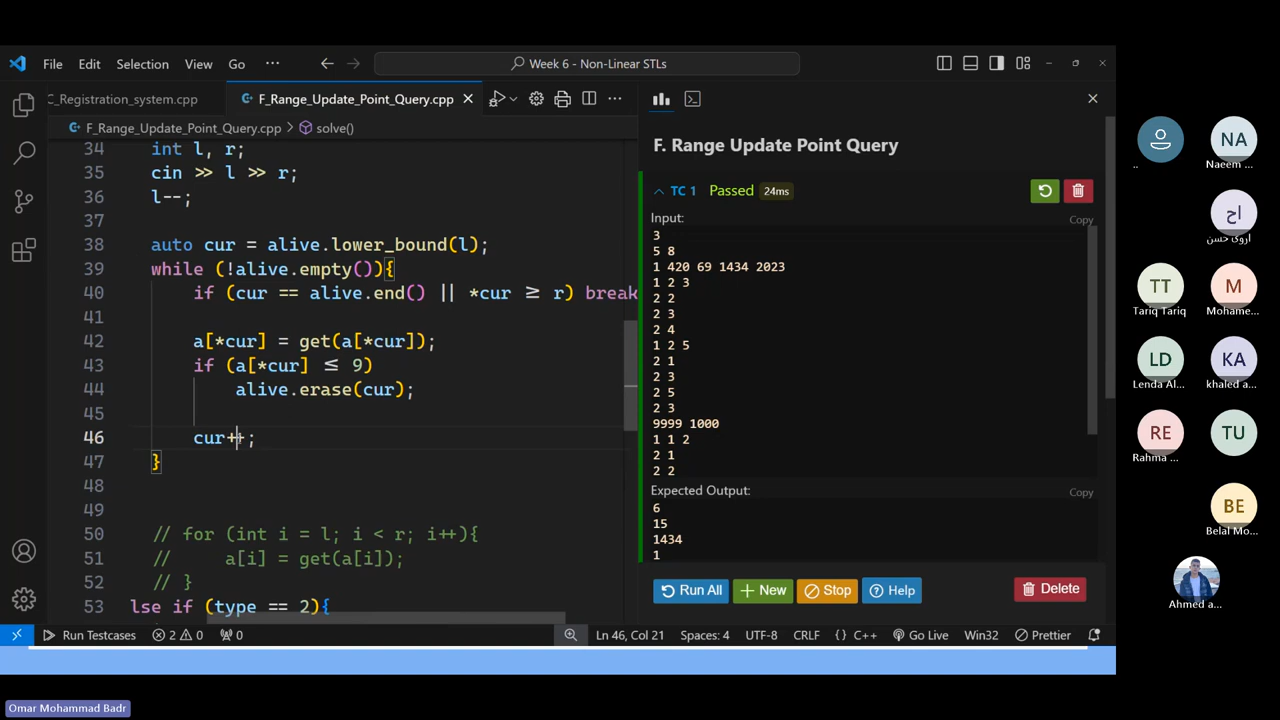 File Edit Selection View Go ··· Week 6 - Non-Linear STLs
C_Registration_system.cpp F_Range_Update_Point_Query.cpp
F_Range_Update_Point_Query.cpp > solve()
34 int l, r;
35 cin >> l >> r;
36 l--;
37
38 auto cur = alive.lower_bound(l);
39 while (!alive.empty()){
40 if (cur == alive.end() || *cur ≥ r) break
41
42 a[*cur] = get(a[*cur]);
43 if (a[*cur] ≤ 9)
44 alive.erase(cur);
45
46 cur++;
47 }
48
49
50 // for (int i = l; i < r; i++){
51 // a[i] = get(a[i]);
52 // }
53 lse if (type == 2){
F. Range Update Point Query
TC 1 Passed 24ms
Input:
Copy
3
5 8
1 420 69 1434 2023
1 2 3
2 2
2 3
2 4
1 2 5
2 1
2 3
2 5
2 3
9999 1000
1 1 2
2 1
2 2
Expected Output:
Copy
6
15
1434
1
Run All New Stop Help Delete
Run Testcases 2 0 0 Ln 46, Col 21 Spaces: 4 UTF-8 CRLF {} C++ Go Live Win32 Prettier
Omar Mohammad Badr
..
NA
Naeem ...
اح
اروى حسن
TT
Tariq Tariq
M
Mohame...
LD
Lenda Al...
KA
khaled a...
RE
Rahma ...
TU
BE
Belal Mo...
Ahmed a...